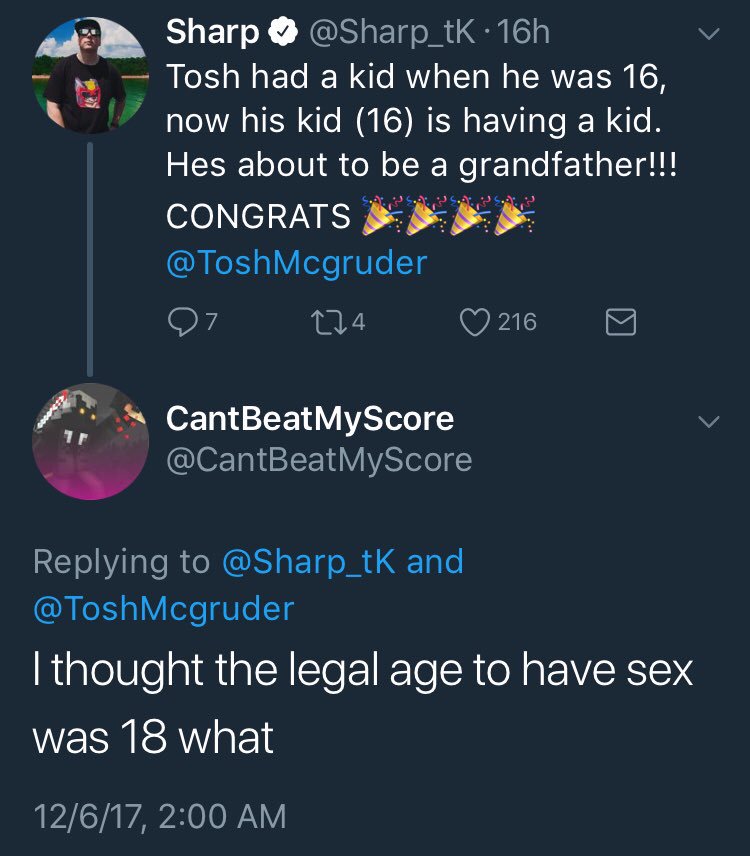 Sharp @Sharp_tK · 16h
Tosh had a kid when he was 16,
now his kid (16) is having a kid.
Hes about to be a grandfather!!!
CONGRATS 🎉🎉🎉🎉
@ToshMcgruder
7 4 216
CantBeatMyScore
@CantBeatMyScore
Replying to @Sharp_tK and
@ToshMcgruder
I thought the legal age to have sex
was 18 what
12/6/17, 2:00 AM